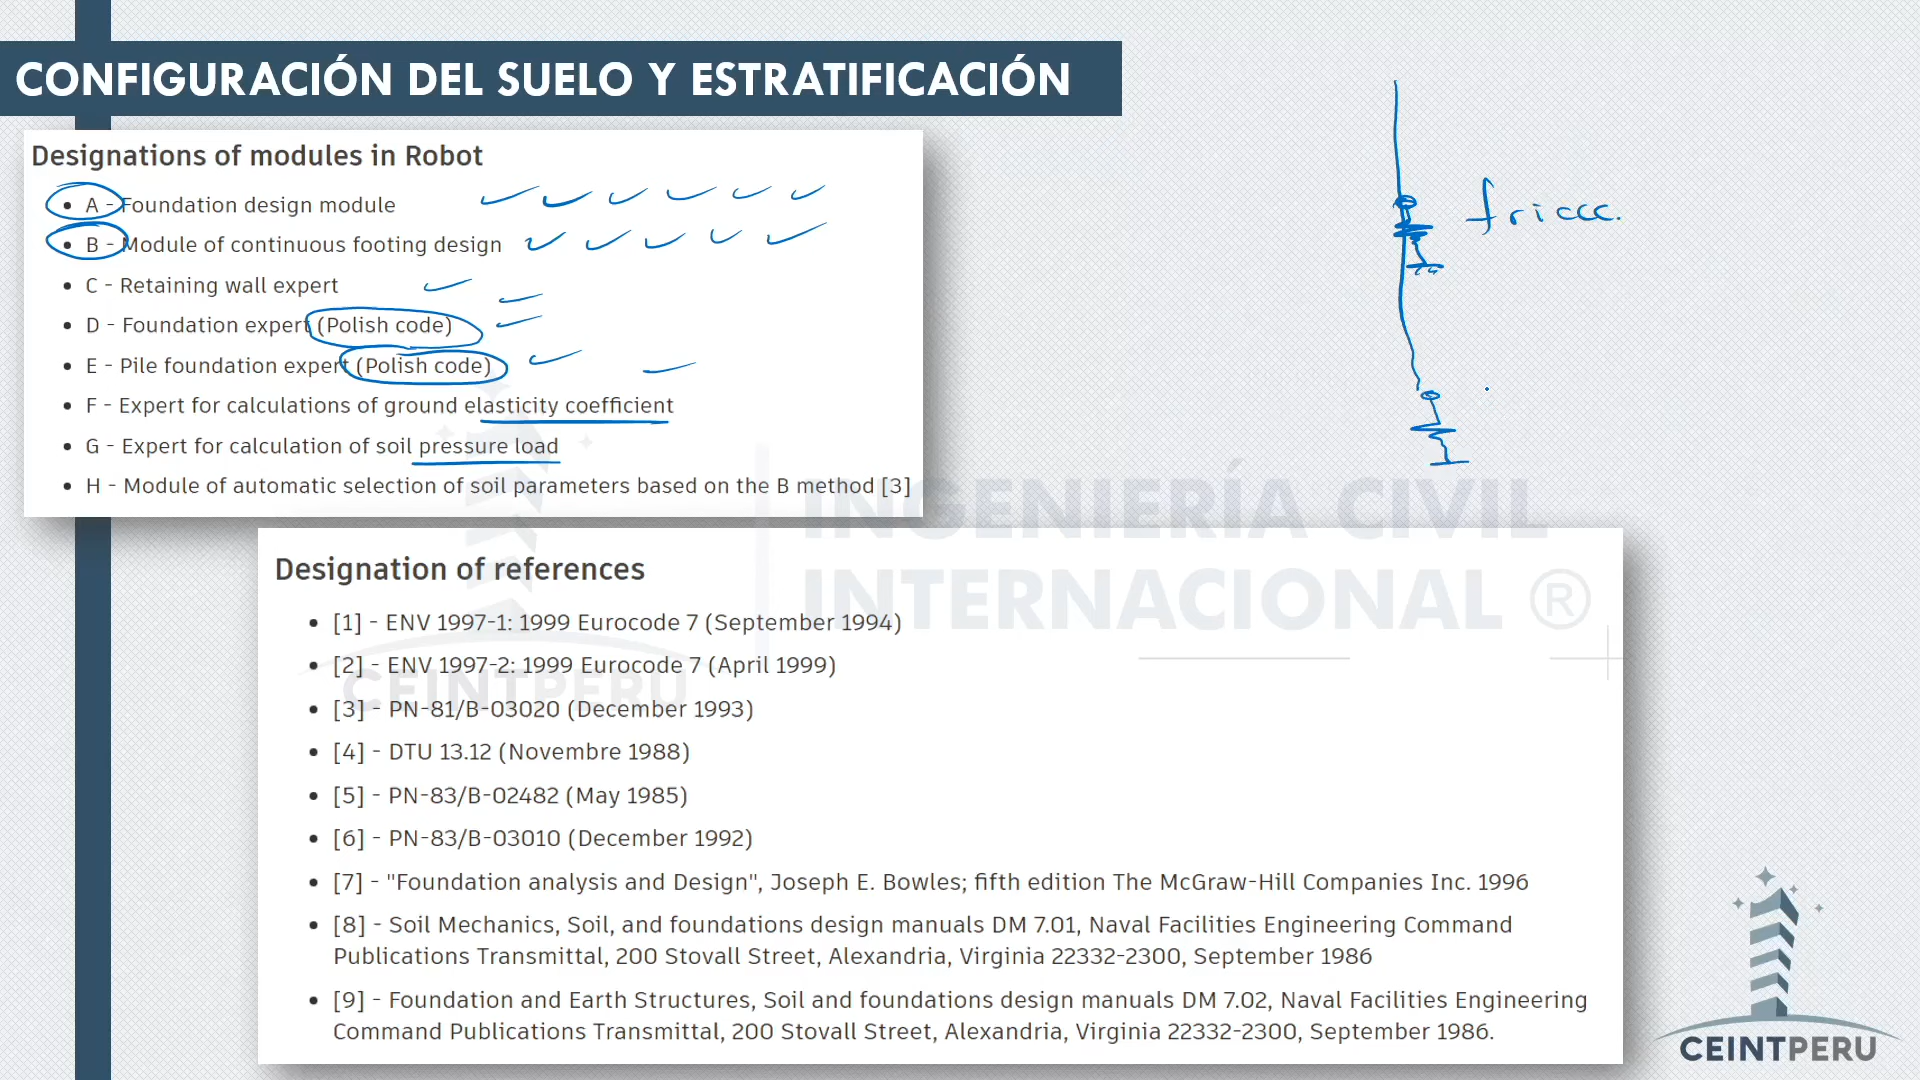 CONFIGURACIÓN DEL SUELO Y ESTRATIFICACIÓN
Designations of modules in Robot
• A - Foundation design module
• B - Module of continuous footing design
• C - Retaining wall expert
• D - Foundation expert (Polish code)
• E - Pile foundation expert (Polish code)
• F - Expert for calculations of ground elasticity coefficient
• G - Expert for calculation of soil pressure load
• H - Module of automatic selection of soil parameters based on the B method [3]
INGENIERÍA CIVIL
INTERNACIONAL ®
CEINTPERU
Designation of references
• [1] - ENV 1997-1: 1999 Eurocode 7 (September 1994)
• [2] - ENV 1997-2: 1999 Eurocode 7 (April 1999)
• [3] - PN-81/B-03020 (December 1993)
• [4] - DTU 13.12 (Novembre 1988)
• [5] - PN-83/B-02482 (May 1985)
• [6] - PN-83/B-03010 (December 1992)
• [7] - "Foundation analysis and Design", Joseph E. Bowles; fifth edition The McGraw-Hill Companies Inc. 1996
• [8] - Soil Mechanics, Soil, and foundations design manuals DM 7.01, Naval Facilities Engineering Command
Publications Transmittal, 200 Stovall Street, Alexandria, Virginia 22332-2300, September 1986
• [9] - Foundation and Earth Structures, Soil and foundations design manuals DM 7.02, Naval Facilities Engineering
Command Publications Transmittal, 200 Stovall Street, Alexandria, Virginia 22332-2300, September 1986.
CEINTPERU